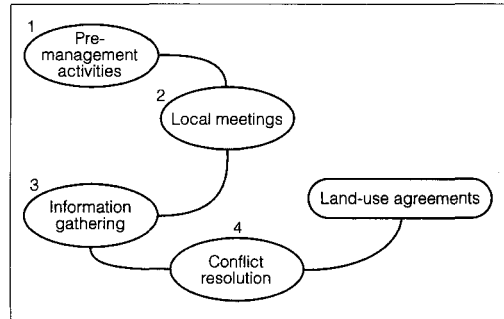 1
Pre-
management
activities
2
Local meetings
3
Information
gathering
Land-use agreements
4
Conflict
resolution